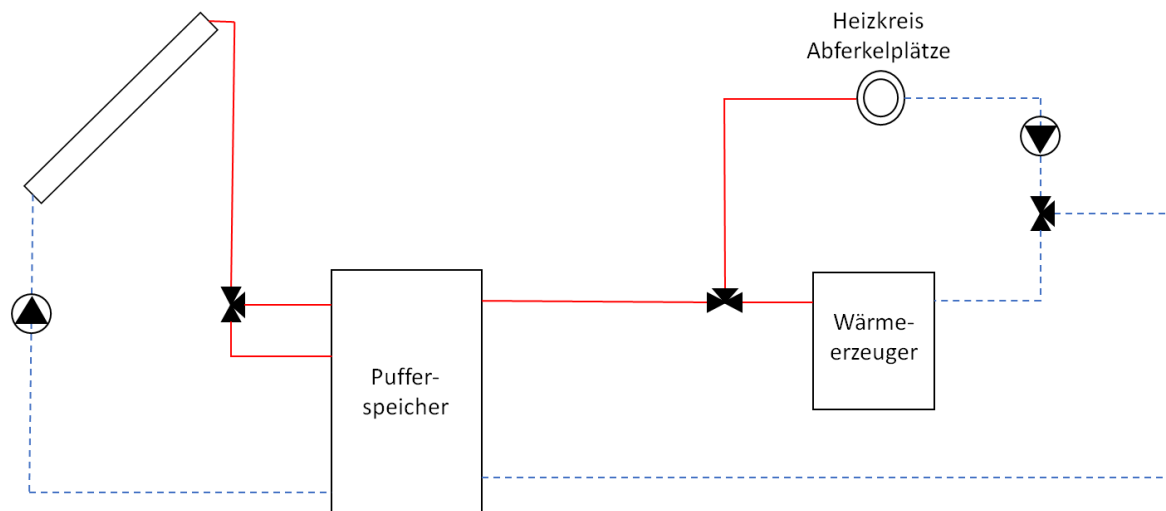 Heizkreis
Abferkelplätze
Wärme-
erzeuger
Puffer-
speicher